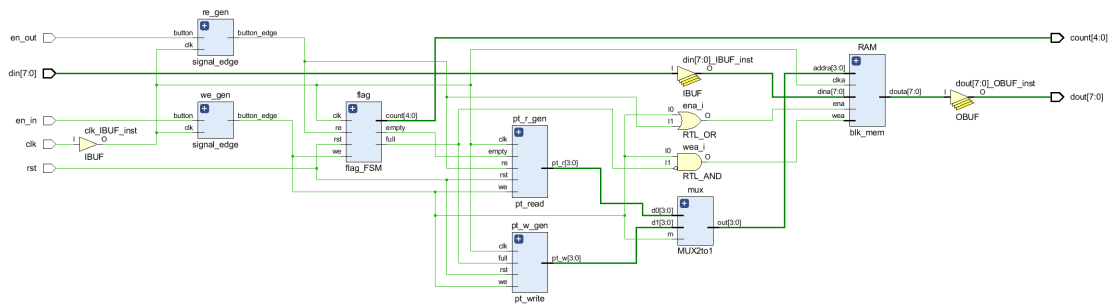 re_gen
en_out
button
clk
button_edge
signal_edge
din[7:0]
we_gen
en_in
button
clk
button_edge
signal_edge
clk_IBUF_inst
clk
I
O
IBUF
rst
flag
clk
re
rst
we
count[4:0]
empty
full
flag_FSM
pt_r_gen
clk
empty
re
rst
we
pt_r[3:0]
pt_read
pt_w_gen
clk
full
rst
we
pt_w[3:0]
pt_write
din[7:0]_IBUF_inst
I
O
IBUF
ena_i
I0
I1
O
RTL_OR
wea_i
I0
I1
O
RTL_AND
mux
d0[3:0]
d1[3:0]
m
out[3:0]
MUX2to1
RAM
addra[3:0]
clka
dina[7:0]
ena
wea
douta[7:0]
blk_mem
dout[7:0]_OBUF_inst
I
O
OBUF
count[4:0]
dout[7:0]